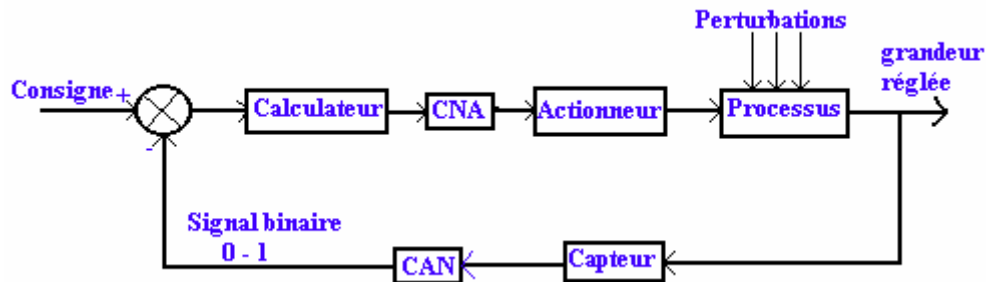 Perturbations
grandeur
réglée
Consigne +
-
Calculateur
CNA
Actionneur
Processus
Signal binaire
0 - 1
CAN
Capteur